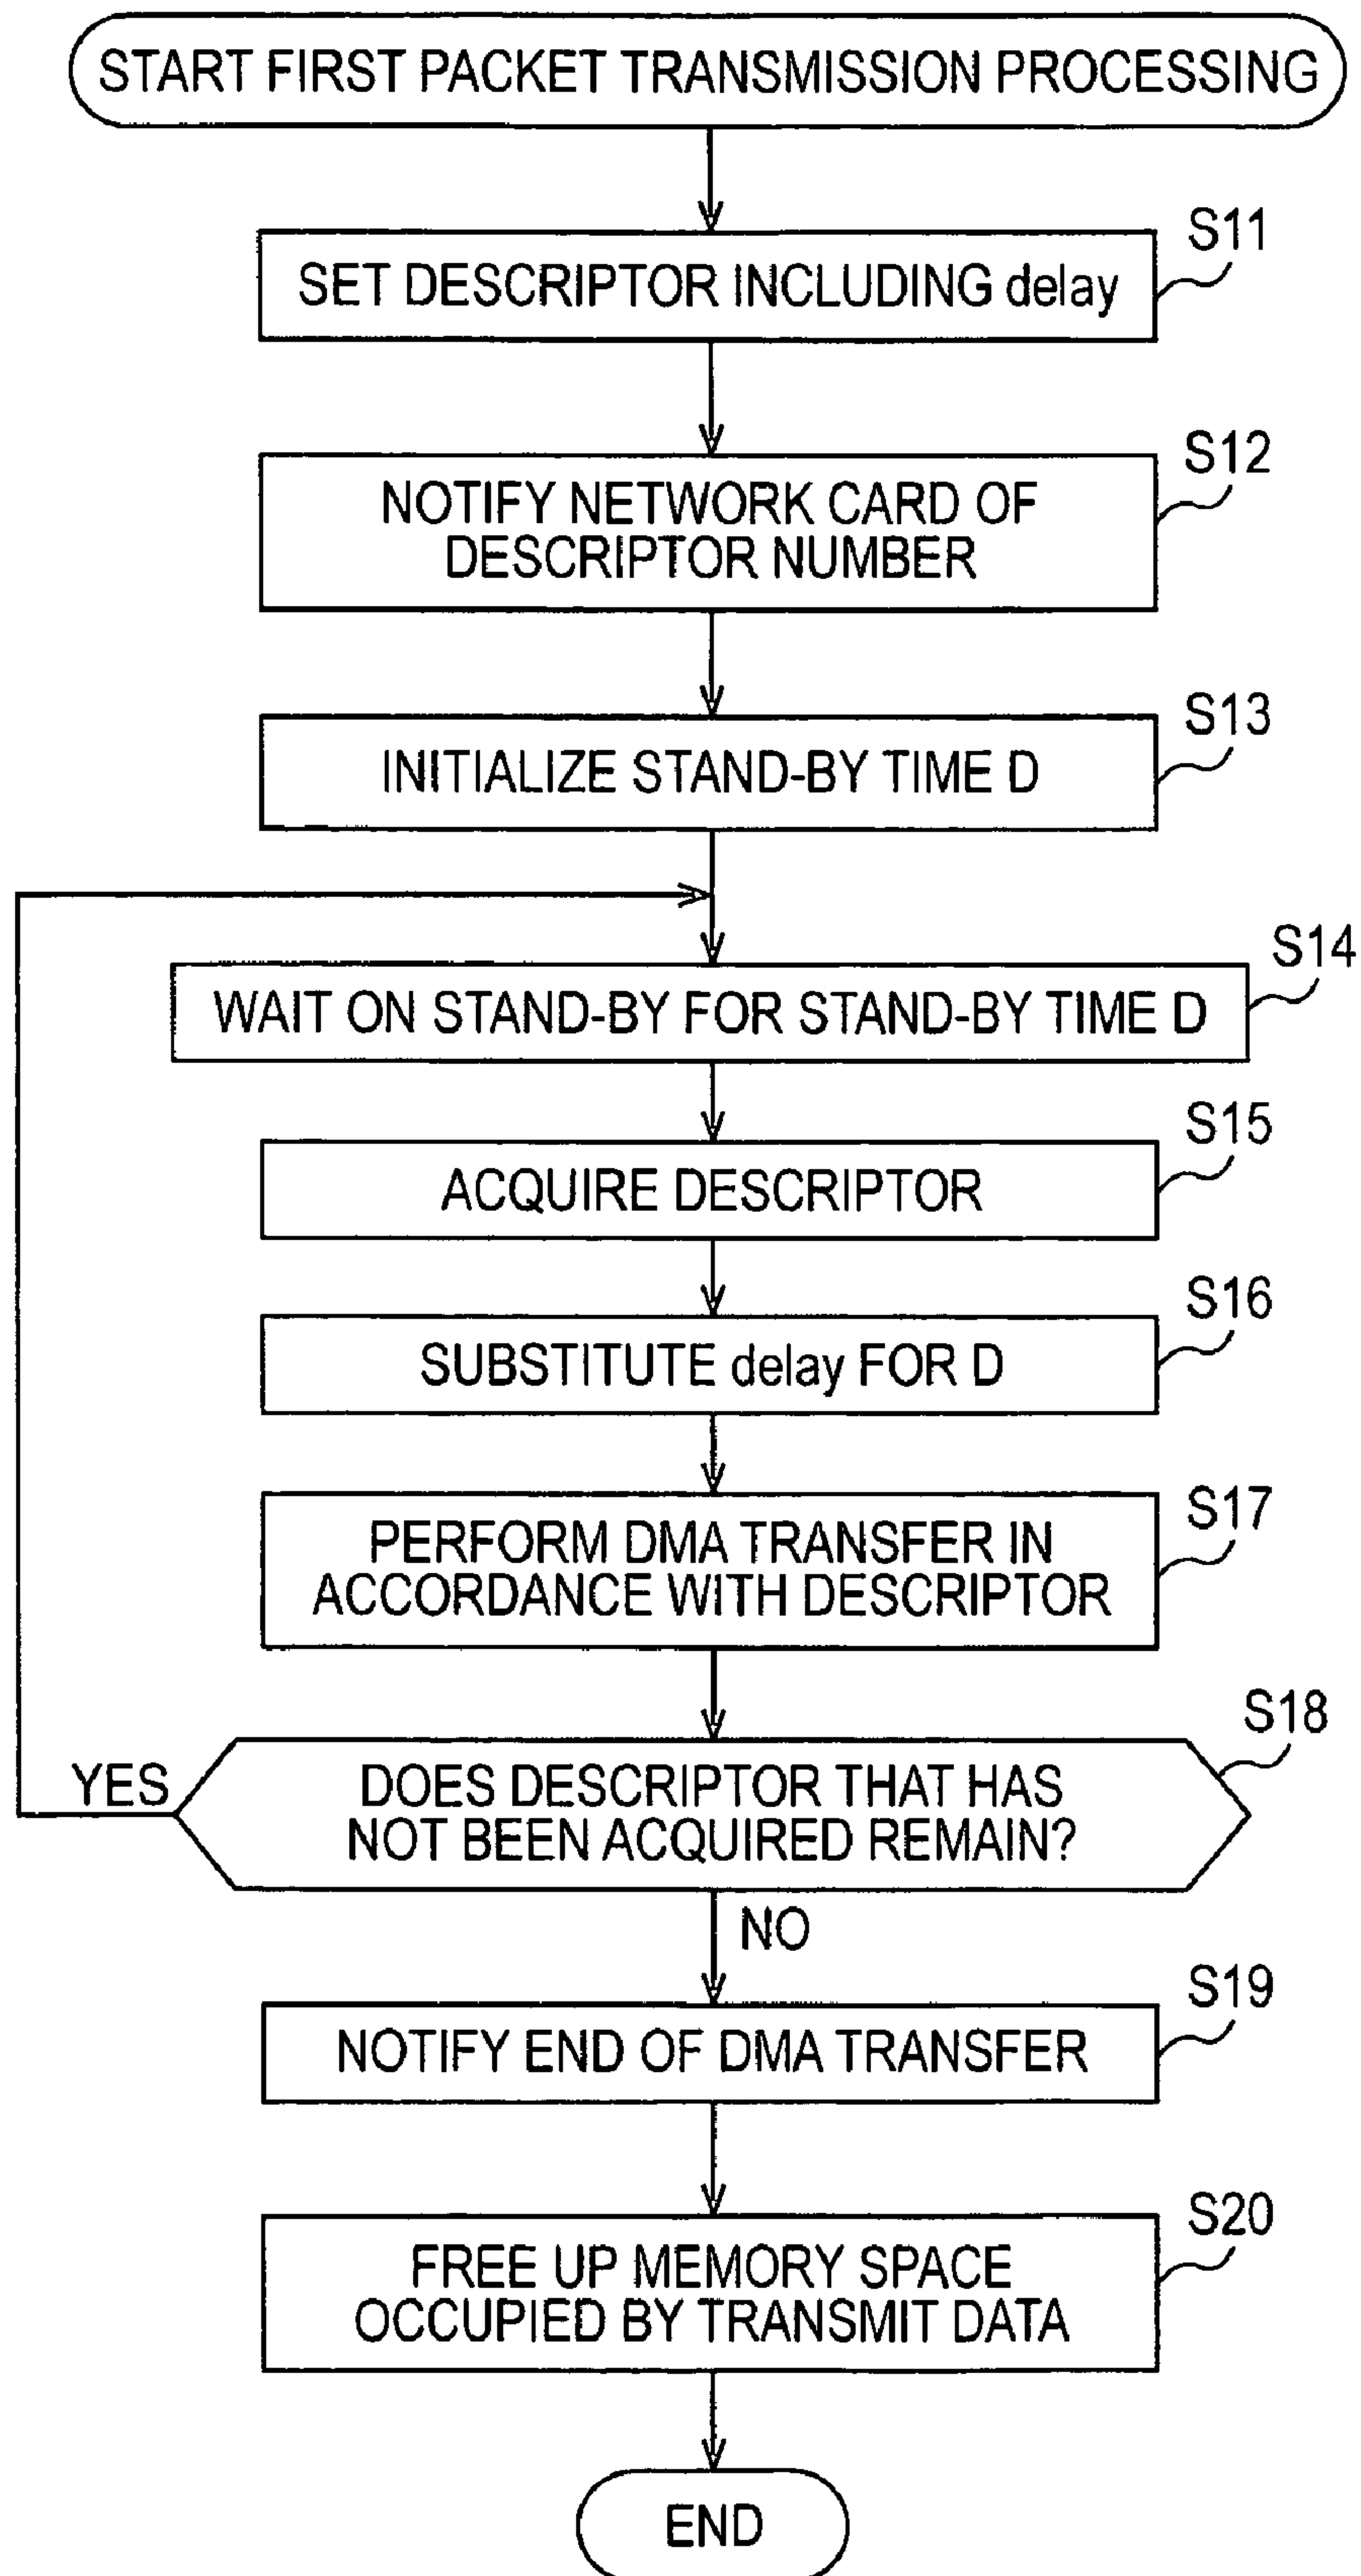 START FIRST PACKET TRANSMISSION PROCESSING
S11
SET DESCRIPTOR INCLUDING delay
S12
NOTIFY NETWORK CARD OF
DESCRIPTOR NUMBER
S13
INITIALIZE STAND-BY TIME D
S14
WAIT ON STAND-BY FOR STAND-BY TIME D
S15
ACQUIRE DESCRIPTOR
S16
SUBSTITUTE delay FOR D
S17
PERFORM DMA TRANSFER IN
ACCORDANCE WITH DESCRIPTOR
S18
YES
DOES DESCRIPTOR THAT HAS
NOT BEEN ACQUIRED REMAIN?
NO
S19
NOTIFY END OF DMA TRANSFER
S20
FREE UP MEMORY SPACE
OCCUPIED BY TRANSMIT DATA
END